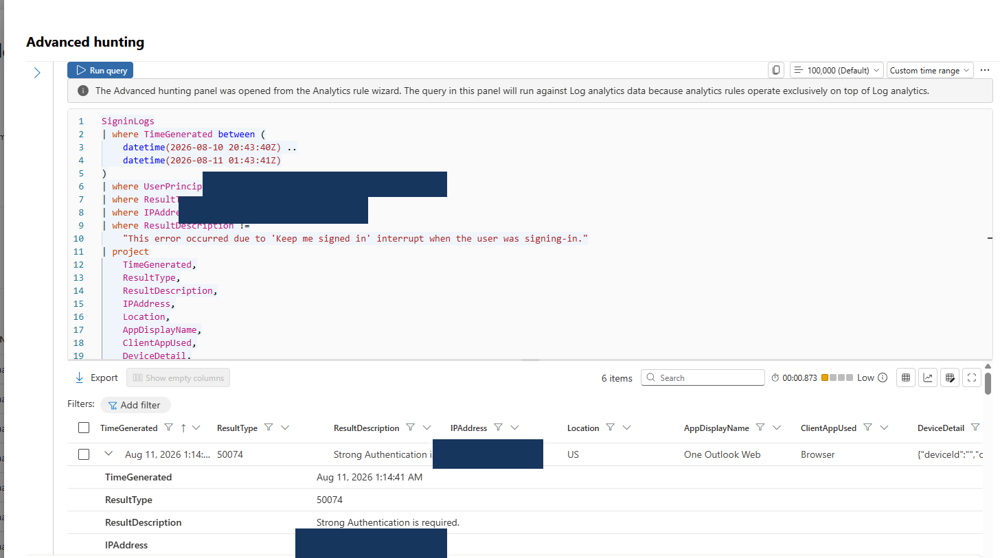 Advanced hunting
Run query
100,000 (Default)
Custom time range
The Advanced hunting panel was opened from the Analytics rule wizard. The query in this panel will run against Log analytics data because analytics rules operate exclusively on top of Log analytics.
1 SigninLogs
2 | where TimeGenerated between (
3 datetime(2026-08-10 20:43:40Z) ..
4 datetime(2026-08-11 01:43:41Z)
5 )
6 | where UserPrincip
7 | where ResultT
8 | where IPAddre
9 | where ResultDescription !=
10 "This error occurred due to 'Keep me signed in' interrupt when the user was signing-in."
11 | project
12 TimeGenerated,
13 ResultType,
14 ResultDescription,
15 IPAddress,
16 Location,
17 AppDisplayName,
18 ClientAppUsed,
19 DeviceDetail,
Export Show empty columns 6 items Search 00:00.873 Low
Filters: Add filter
TimeGenerated ResultType ResultDescription IPAddress Location AppDisplayName ClientAppUsed DeviceDetail
Aug 11, 2026 1:14:... 50074 Strong Authentication i US One Outlook Web Browser {"deviceId":"","c
TimeGenerated Aug 11, 2026 1:14:41 AM
ResultType 50074
ResultDescription Strong Authentication is required.
IPAddress